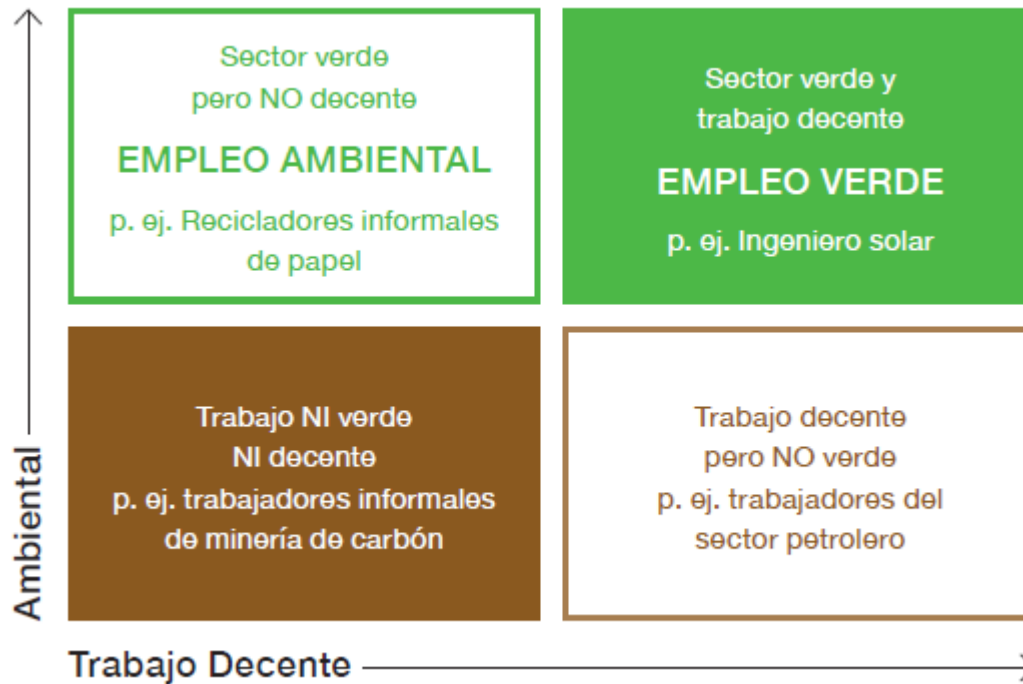 Sector verde
pero NO decente
EMPLEO AMBIENTAL
p. ej. Recicladores informales
de papel
Sector verde y
trabajo decente
EMPLEO VERDE
p. ej. Ingeniero solar
Trabajo NI verde
NI decente
p. ej. trabajadores informales
de minería de carbón
Trabajo decente
pero NO verde
p. ej. trabajadores del
sector petrolero
Ambiental
Trabajo Decente